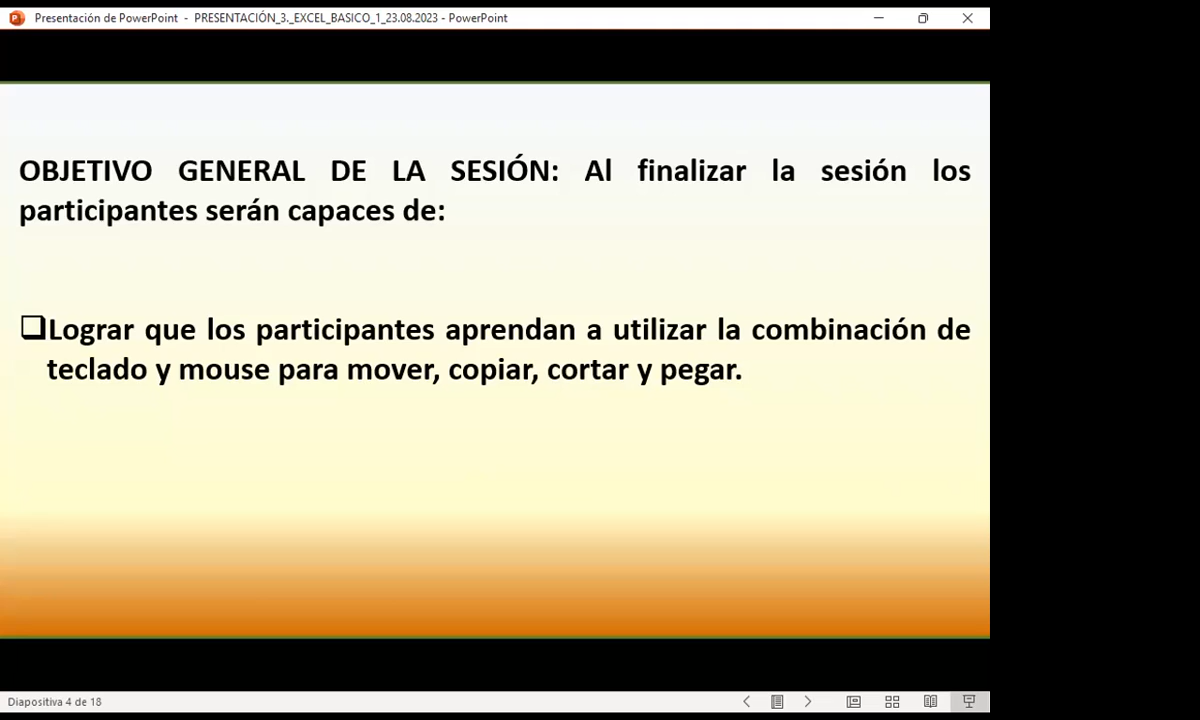 Presentación de PowerPoint - PRESENTACIÓN_3._EXCEL_BASICO_1_23.08.2023 - PowerPoint
OBJETIVO GENERAL DE LA SESIÓN: Al finalizar la sesión los
participantes serán capaces de:
Lograr que los participantes aprendan a utilizar la combinación de
teclado y mouse para mover, copiar, cortar y pegar.
Diapositiva 4 de 18